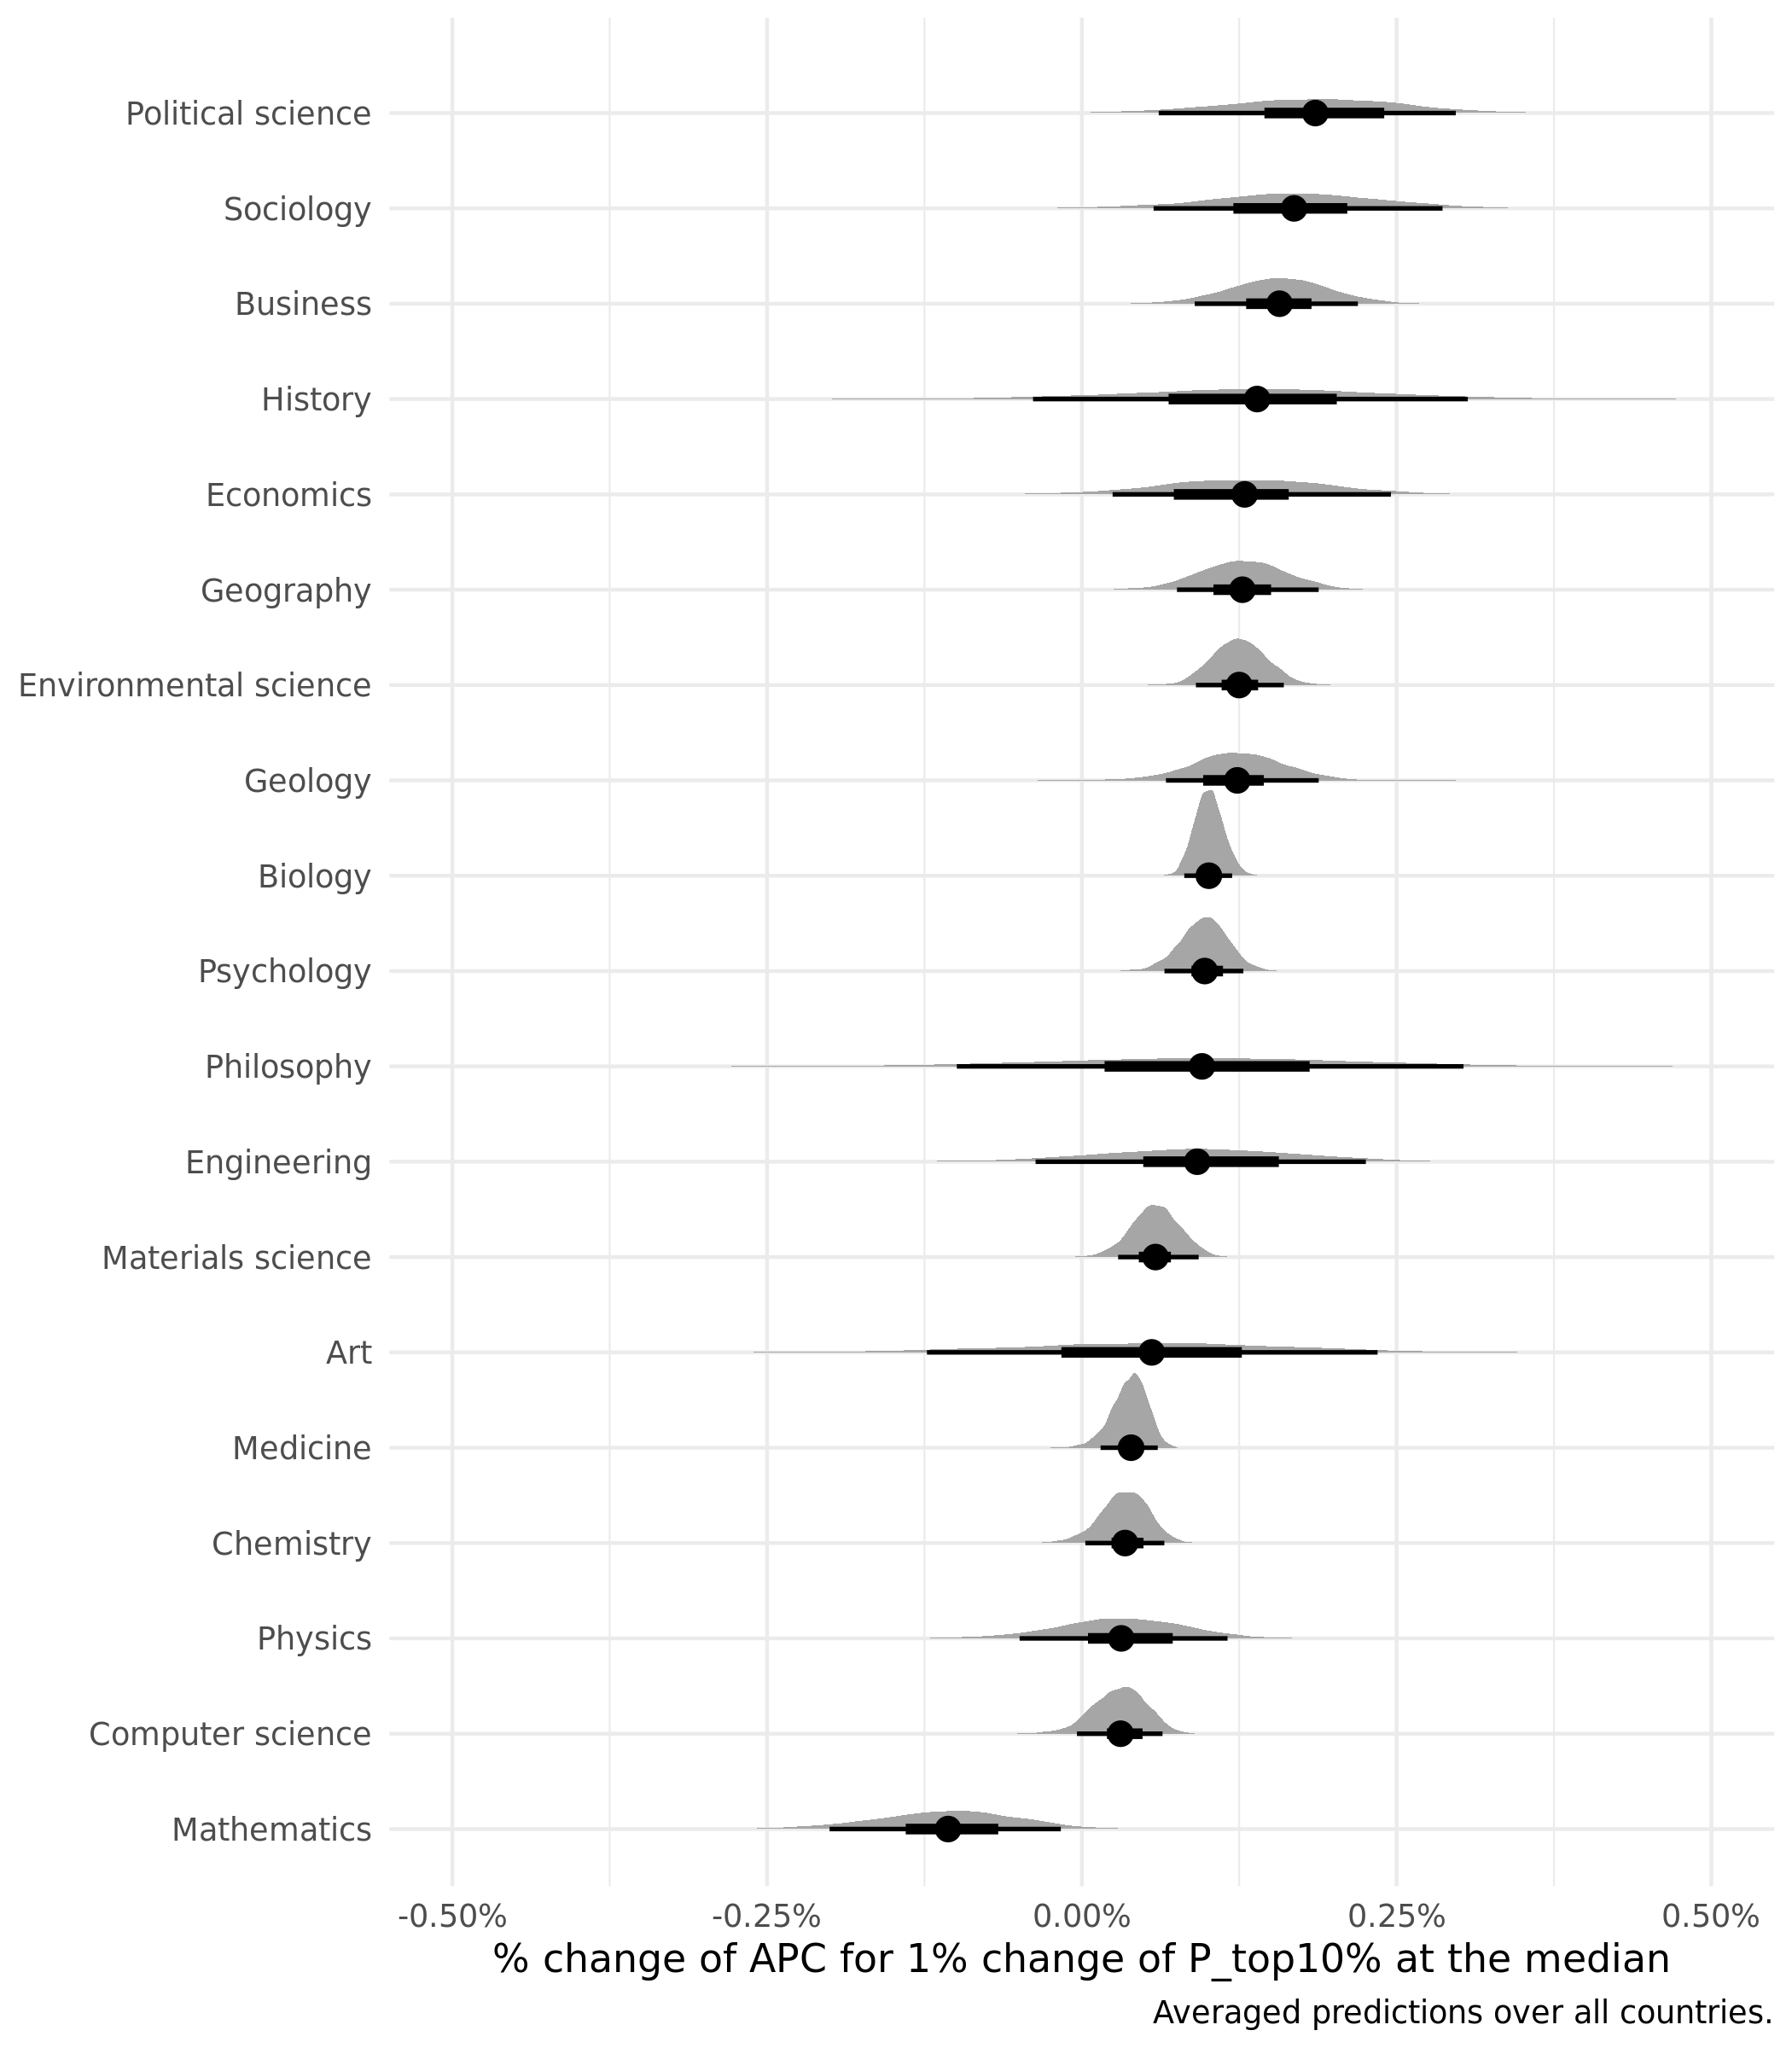 Political science
Sociology
Business
History
Economics
Geography
Environmental science
Geology
Biology
Psychology
Philosophy
Engineering
Materials science
Art
Medicine
Chemistry
Physics
Computer science
Mathematics
-0.50% -0.25% 0.00% 0.25% 0.50%
% change of APC for 1% change of P_top10% at the median
Averaged predictions over all countries.